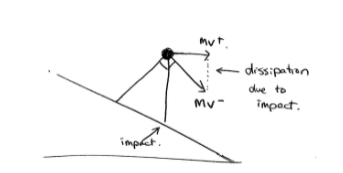 mv⁺.
← dissipation
due to
impact.
mv⁻
impact.